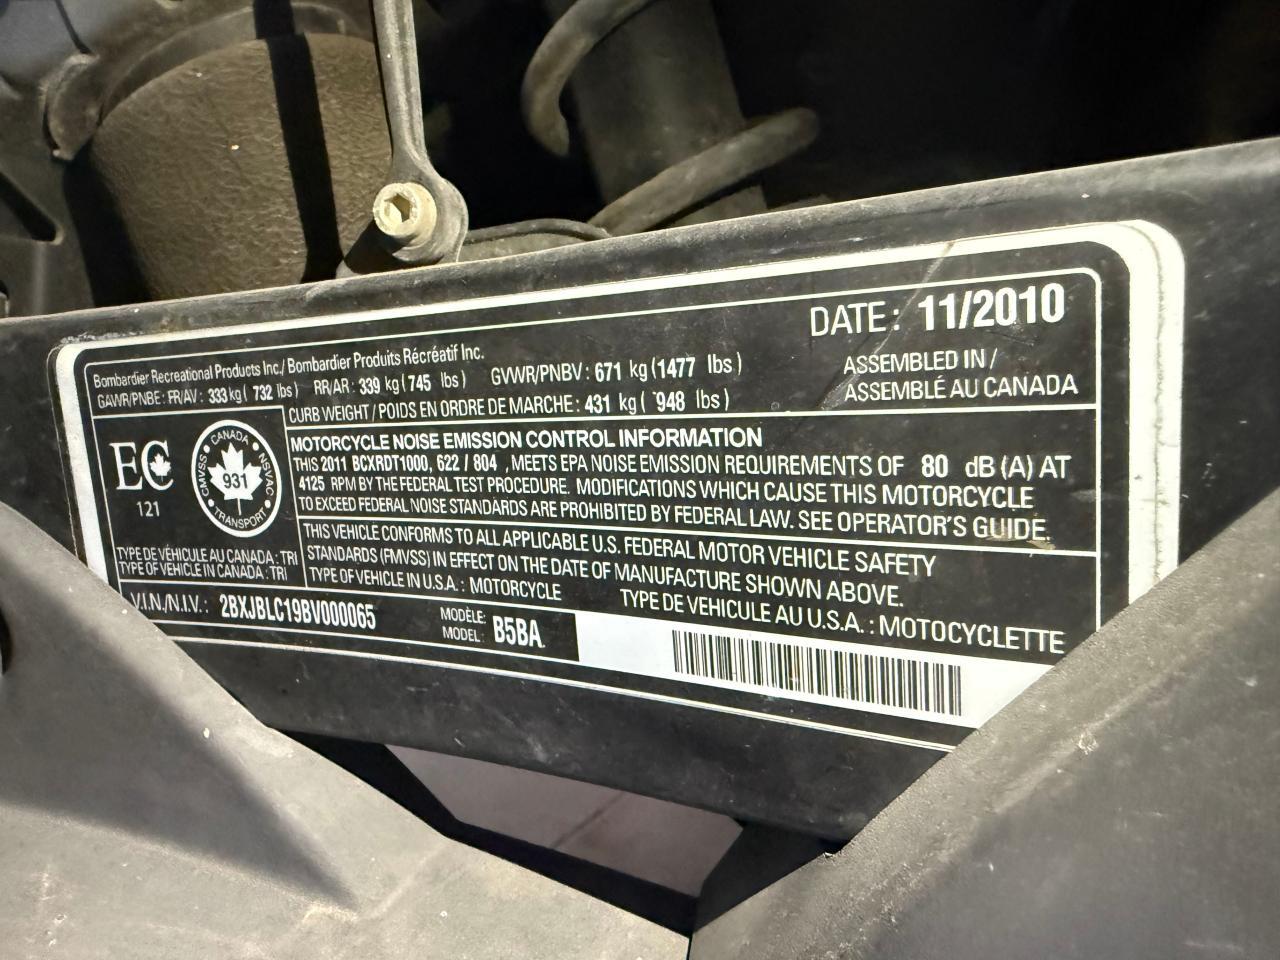 DATE: 11/2010
Bombardier Recreational Products Inc./ Bombardier Produits Récréatif Inc.
GAWR/PNBE: FR/AV: 333 kg ( 732 lbs) RR/AR: 339 kg (745 lbs) GVWR/PNBV: 671 kg (1477 lbs)
CURB WEIGHT/POIDS EN ORDRE DE MARCHE: 431 kg ( 948 lbs)
ASSEMBLED IN /
ASSEMBLÉ AU CANADA
EC
121
CANADA
CMVSS
NSVAC
931
TRANSPORT
TYPE DE VÉHICULE AU CANADA: TRI
TYPE OF VEHICLE IN CANADA: TRI
MOTORCYCLE NOISE EMISSION CONTROL INFORMATION
THIS 2011 BCXRDT1000, 622 / 804 , MEETS EPA NOISE EMISSION REQUIREMENTS OF 80 dB (A) AT
4125 RPM BY THE FEDERAL TEST PROCEDURE. MODIFICATIONS WHICH CAUSE THIS MOTORCYCLE
TO EXCEED FEDERAL NOISE STANDARDS ARE PROHIBITED BY FEDERAL LAW. SEE OPERATOR'S GUIDE.
THIS VEHICLE CONFORMS TO ALL APPLICABLE U.S. FEDERAL MOTOR VEHICLE SAFETY
STANDARDS (FMVSS) IN EFFECT ON THE DATE OF MANUFACTURE SHOWN ABOVE.
TYPE OF VEHICLE IN U.S.A.: MOTORCYCLE TYPE DE VEHICULE AU U.S.A.: MOTOCYCLETTE
V.I.N./N.I.V.: 2BXJBLC19BV000065
MODÈLE:
MODEL: B5BA